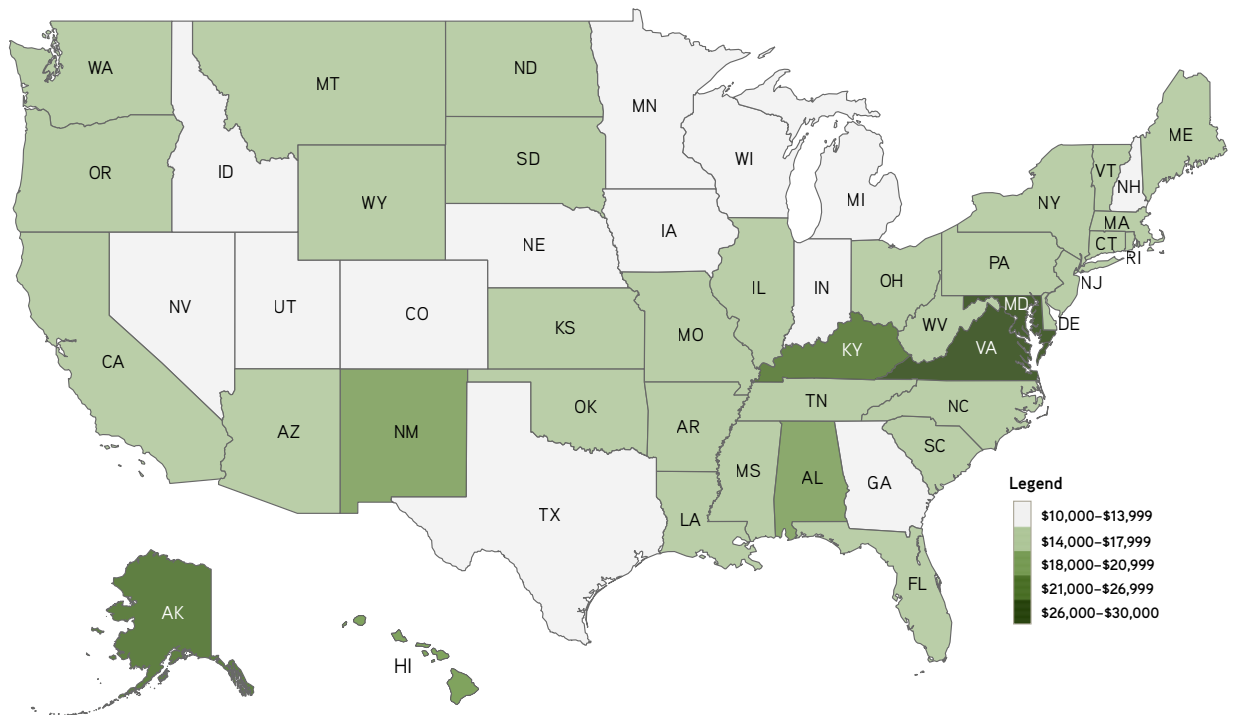 WA
MT
ND
MN
ME
SD
WI
OR
ID
VT
NH
WY
MI
NY
MA
IA
NE
CT
RI
PA
NJ
OH
IL
IN
NV
UT
CO
MD
DE
WV
KS
MO
KY
VA
CA
TN
NC
OK
AR
AZ
NM
SC
MS
AL
GA
LA
TX
FL
AK
HI
Legend
$10,000–$13,999
$14,000–$17,999
$18,000–$20,999
$21,000–$26,999
$26,000–$30,000